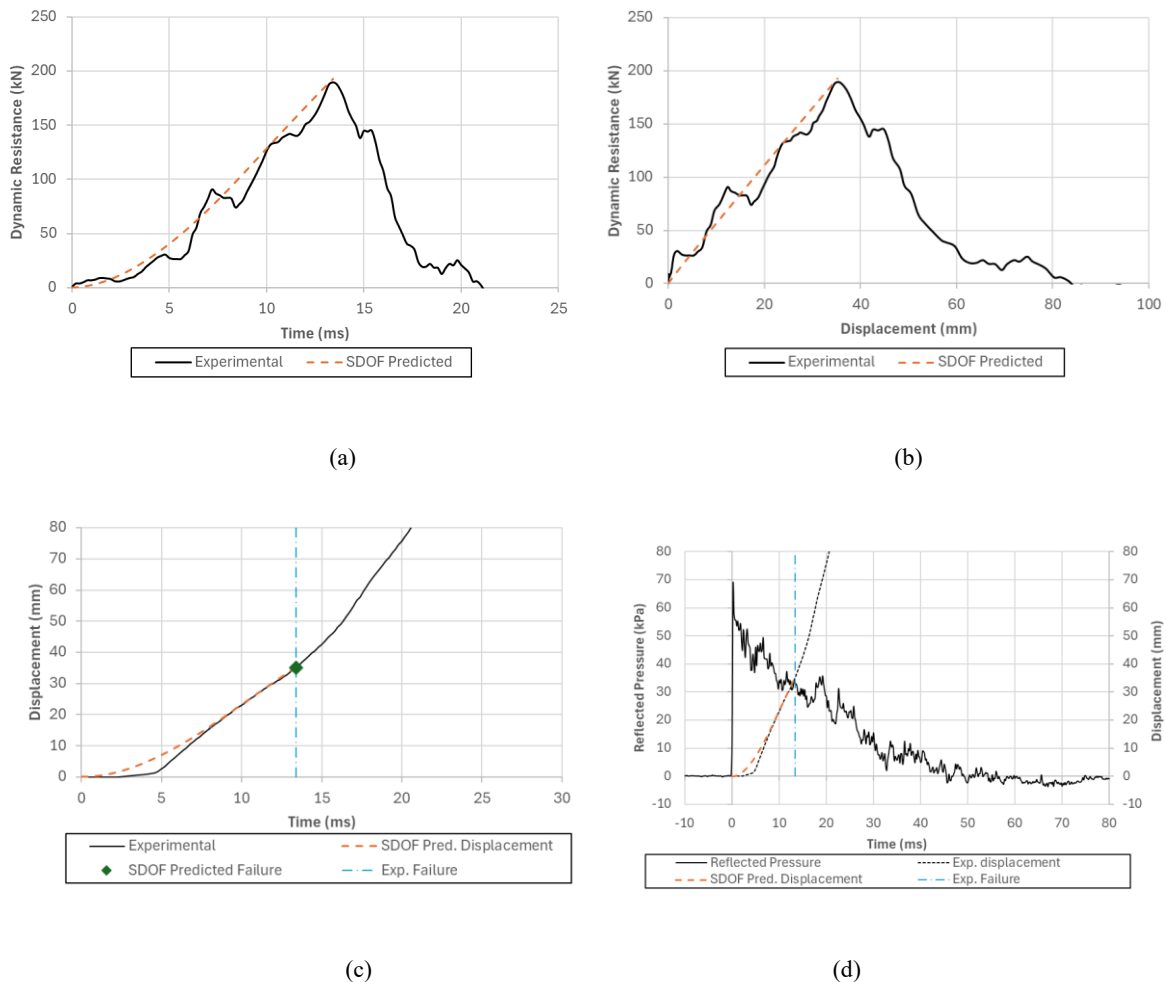 250
200
150
100
50
0
Dynamic Resistance (kN)
0 5 10 15 20 25
Time (ms)
Experimental SDOF Predicted
(a)
250
200
150
100
50
0
Dynamic Resistance (kN)
0 20 40 60 80 100
Displacement (mm)
Experimental SDOF Predicted
(b)
80
70
60
50
40
30
20
10
0
Displacement (mm)
0 5 10 15 20 25 30
Time (ms)
Experimental SDOF Pred. Displacement
SDOF Predicted Failure Exp. Failure
(c)
80 80
70 70
60 60
50 50
40 40
30 30
20 20
10 10
0 0
-10 -10
Reflected Pressure (kPa)
Displacement (mm)
-10 0 10 20 30 40 50 60 70 80
Time (ms)
Reflected Pressure Exp. displacement
SDOF Pred. Displacement Exp. Failure
(d)